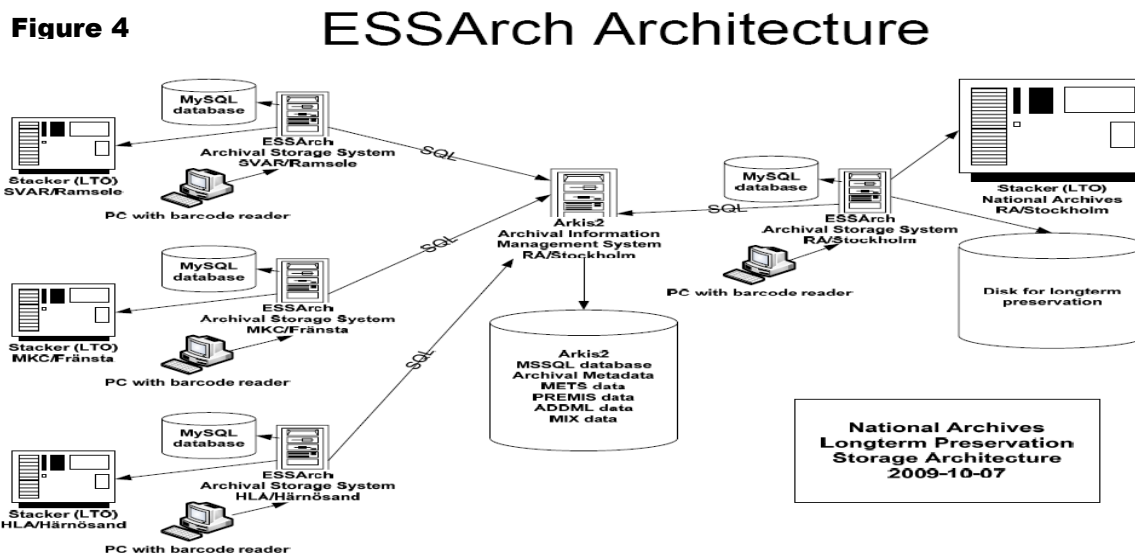 Figure 4
ESSArch Architecture
MySQL
database
ESSArch
Archival Storage System
SVAR/Ramsele
Stacker (LTO)
SVAR/Ramsele
PC with barcode reader
SQL
MySQL
database
ESSArch
Archival Storage System
MKC/Fränsta
Stacker (LTO)
MKC/Fränsta
PC with barcode reader
SQL
MySQL
database
ESSArch
Archival Storage System
HLA/Härnösand
Stacker (LTO)
HLA/Härnösand
PC with barcode reader
SQL
Arkis2
Archival Information
Management System
RA/Stockholm
Arkis2
MSSQL database
Archival Metadata
METS data
PREMIS data
ADDML data
MIX data
SQL
MySQL
database
ESSArch
Archival Storage System
RA/Stockholm
PC with barcode reader
Stacker (LTO)
National Archives
RA/Stockholm
Disk for longterm
preservation
National Archives
Longterm Preservation
Storage Architecture
2009-10-07